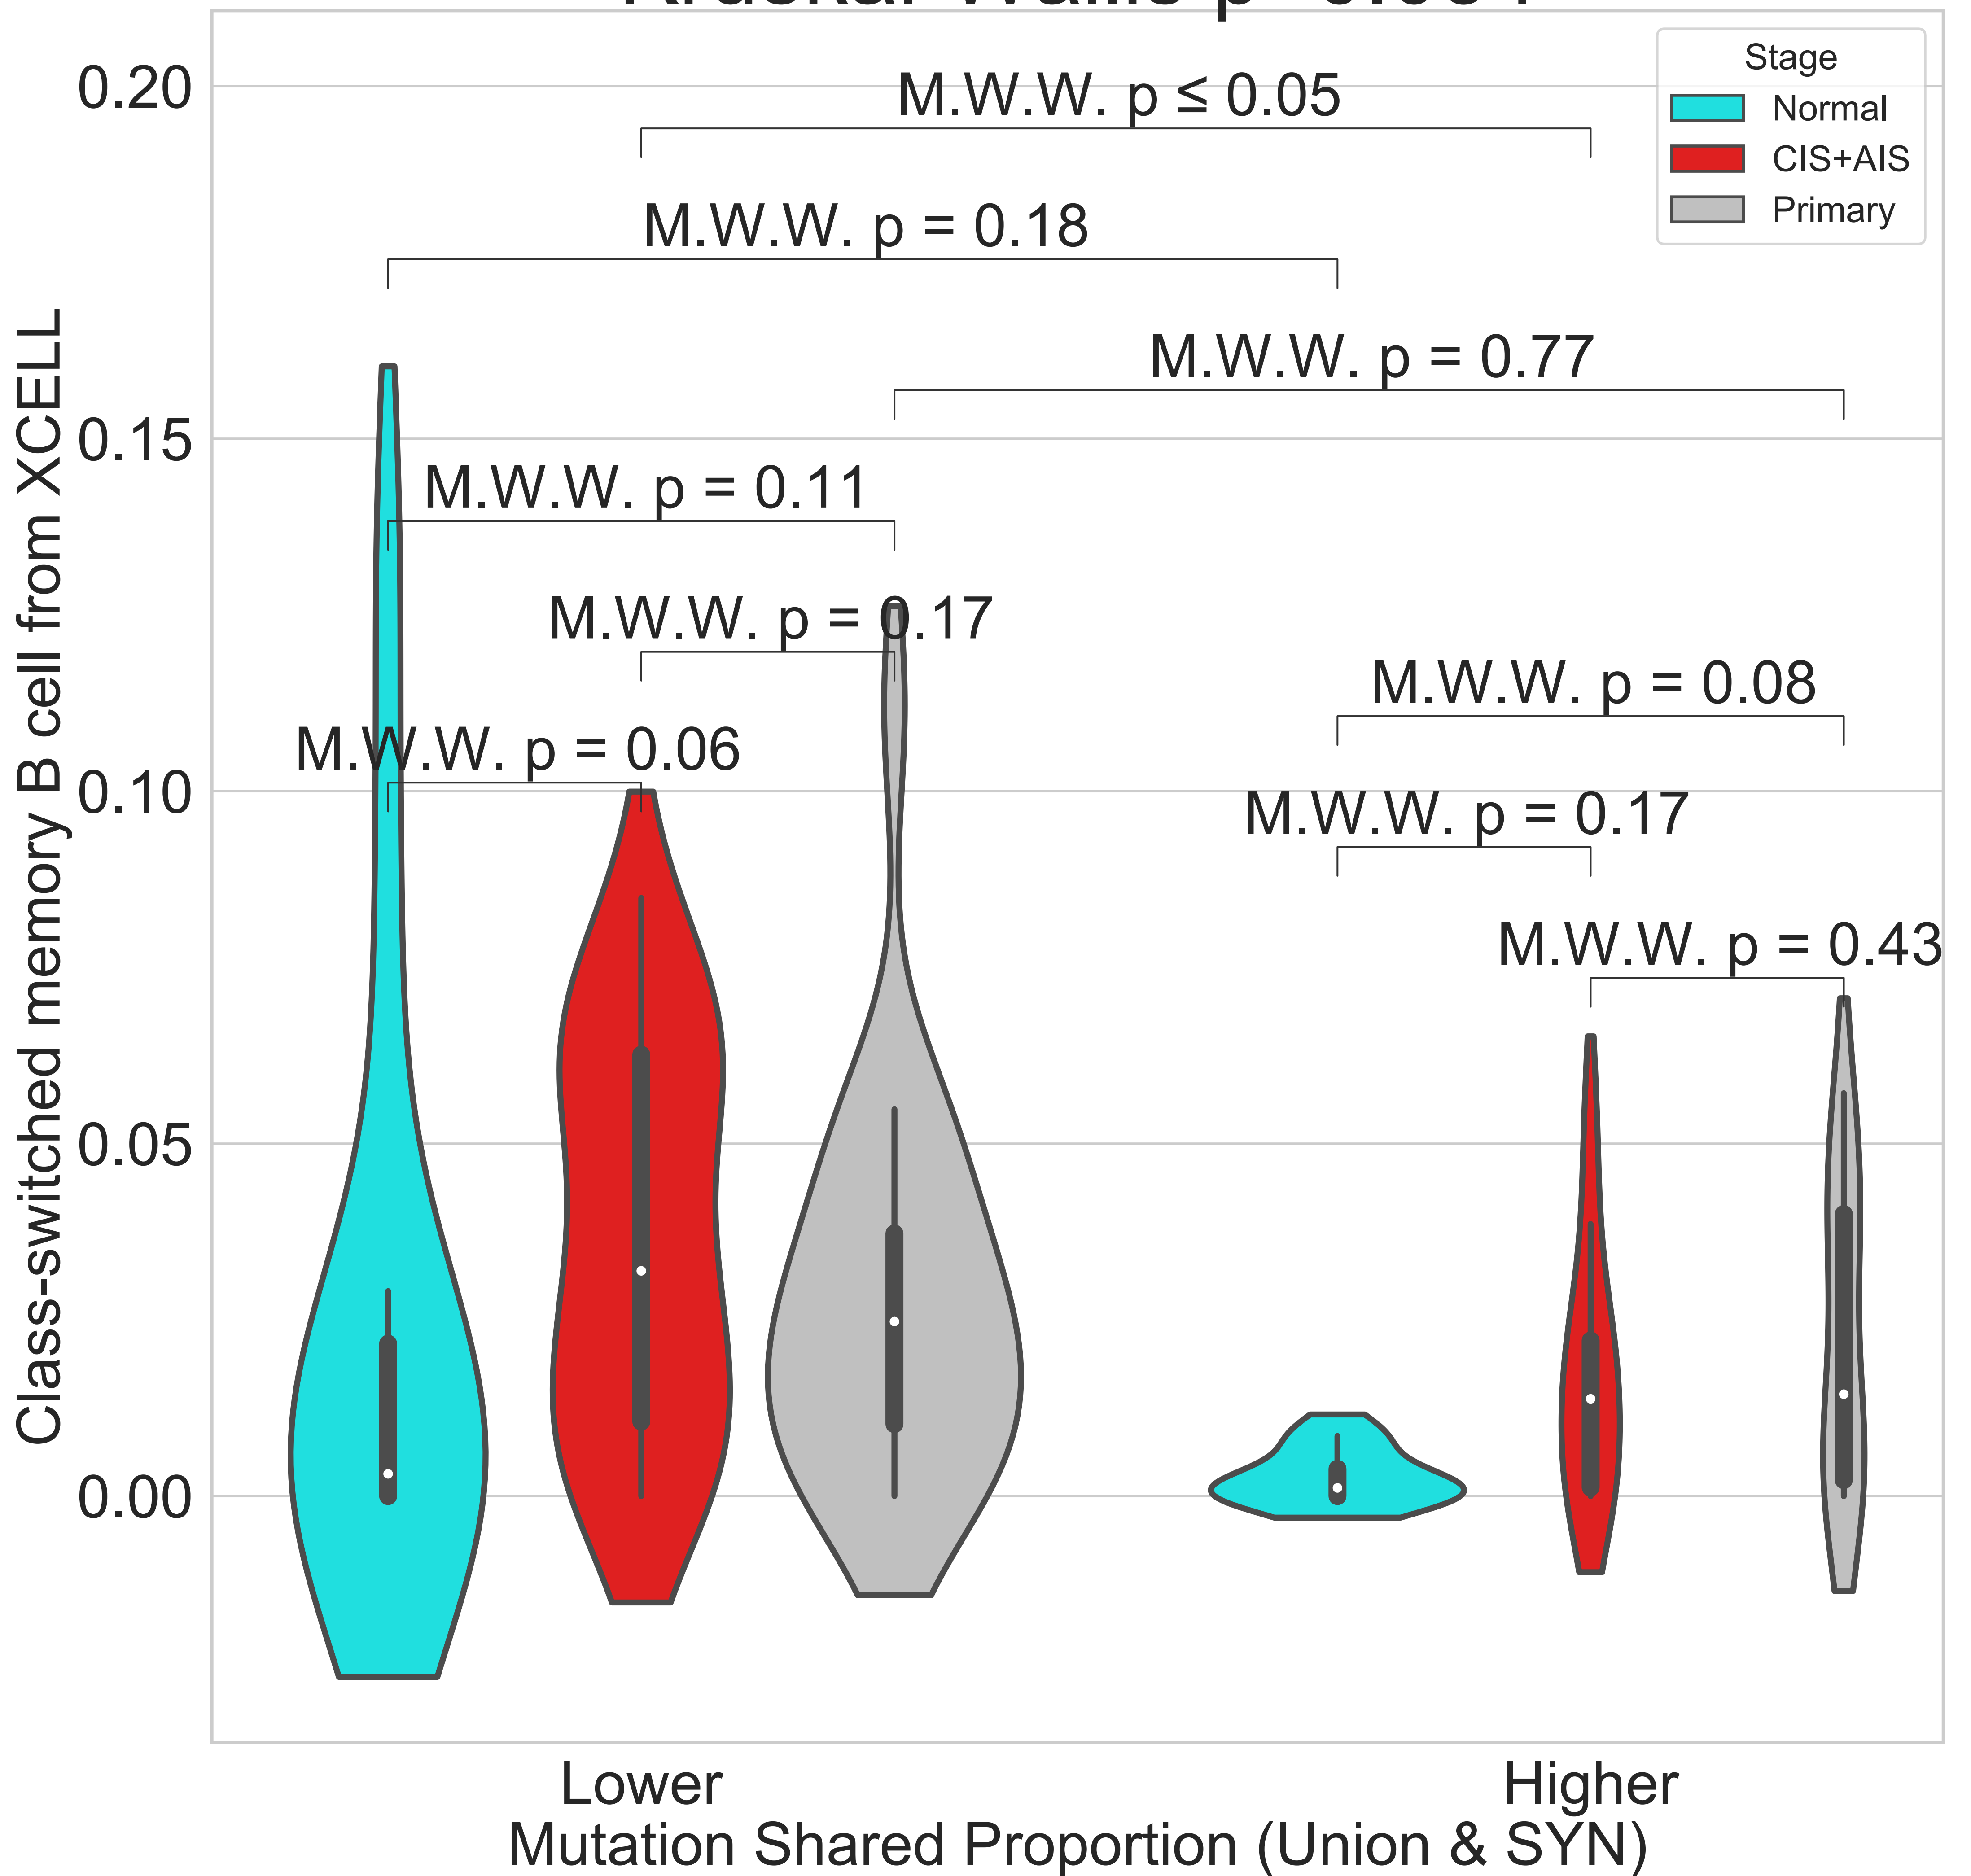 Stage
Normal
CIS+AIS
Primary
M.W.W. p ≤ 0.05
M.W.W. p = 0.18
M.W.W. p = 0.77
M.W.W. p = 0.11
M.W.W. p = 0.17
M.W.W. p = 0.08
M.W.W. p = 0.06
M.W.W. p = 0.17
M.W.W. p = 0.43
0.20
0.15
0.10
0.05
0.00
Class-switched memory B cell from XCELL
Lower
Higher
Mutation Shared Proportion (Union & SYN)